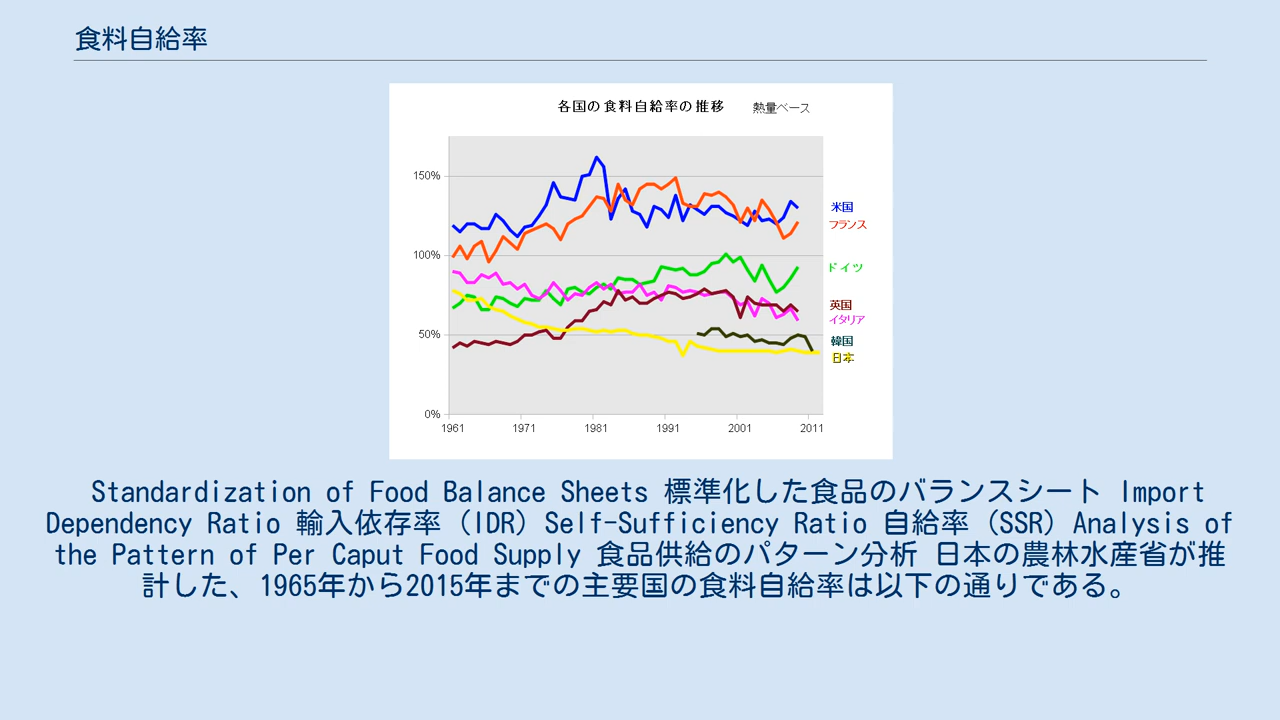 食料自給率
各国の食料自給率の推移 熱量ベース
150%
100%
50%
0%
1961 1971 1981 1991 2001 2011
米国
フランス
ドイツ
英国
イタリア
韓国
日本
Standardization of Food Balance Sheets 標準化した食品のバランスシート Import
Dependency Ratio 輸入依存率（IDR）Self-Sufficiency Ratio 自給率（SSR）Analysis of
the Pattern of Per Caput Food Supply 食品供給のパターン分析 日本の農林水産省が推
計した、1965年から2015年までの主要国の食料自給率は以下の通りである。